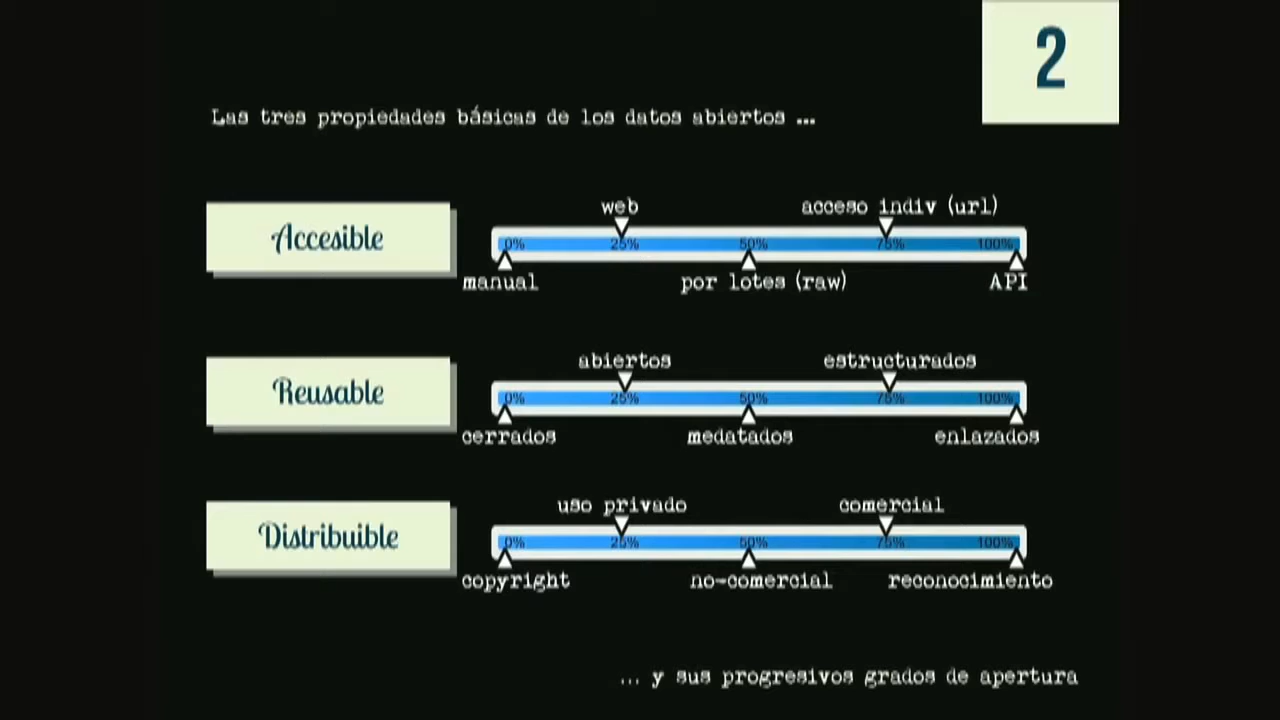 2
Las tres propiedades básicas de los datos abiertos ...
Accesible
web acceso indiv (url)
0% 25% 50% 75% 100%
manual por lotes (raw) API
Reusable
abiertos estructurados
0% 25% 50% 75% 100%
cerrados medatados enlazados
Distribuible
uso privado comercial
0% 25% 50% 75% 100%
copyright no-comercial reconocimiento
... y sus progresivos grados de apertura